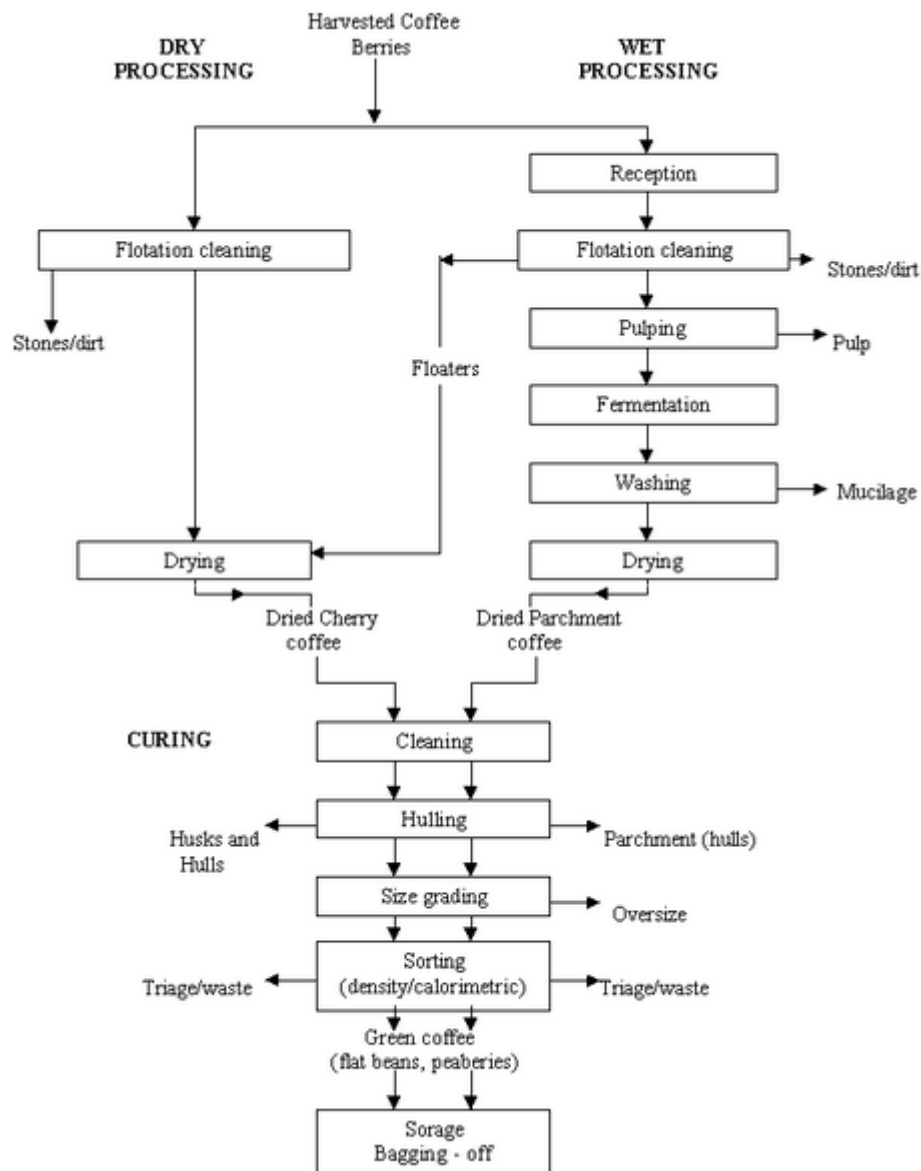 Harvested Coffee
Berries
DRY
PROCESSING
WET
PROCESSING
Reception
Flotation cleaning
Flotation cleaning
Stones/dirt
Stones/dirt
Pulping
Pulp
Floaters
Fermentation
Washing
Mucilage
Drying
Drying
Dried Cherry
coffee
Dried Parchment
coffee
CURING
Cleaning
Hulling
Husks and
Hulls
Parchment (hulls)
Size grading
Oversize
Sorting
(density/calorimetric)
Triage/waste
Triage/waste
Green coffee
(flat beans, peaberies)
Sorage
Bagging - off